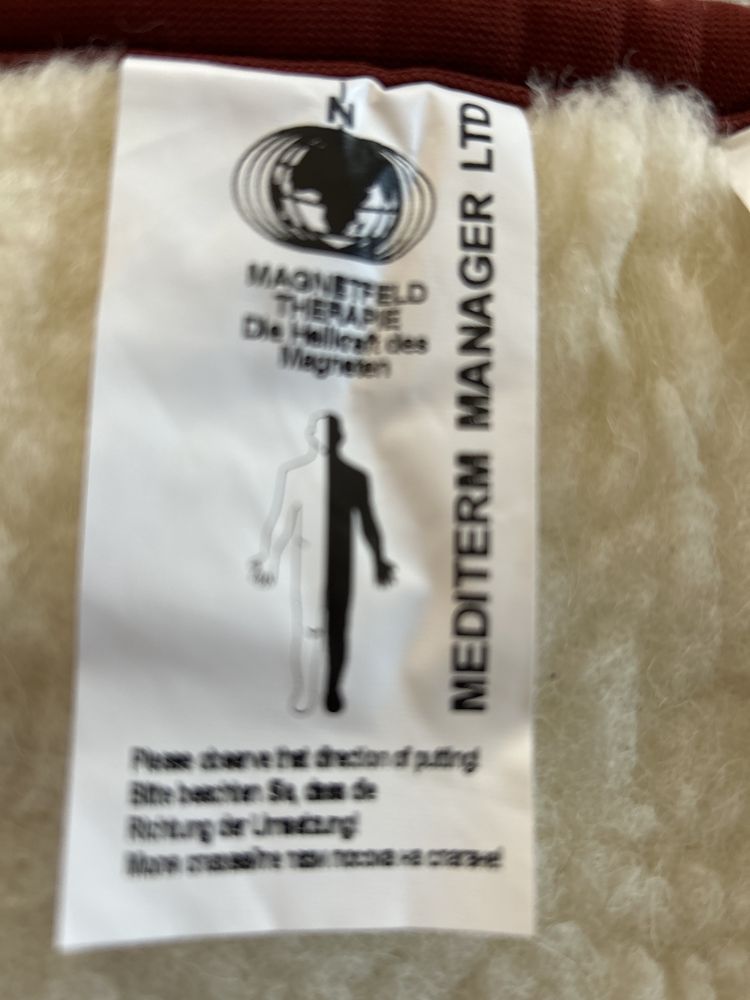 N
MAGNETFELD
THERAPIE
Die Heilkraft des
Magneten
MEDITERM MANAGER LTD
Please observe that direction of putting!
Bitte beachten Sie, dass die
Richtung der Umsetzung!